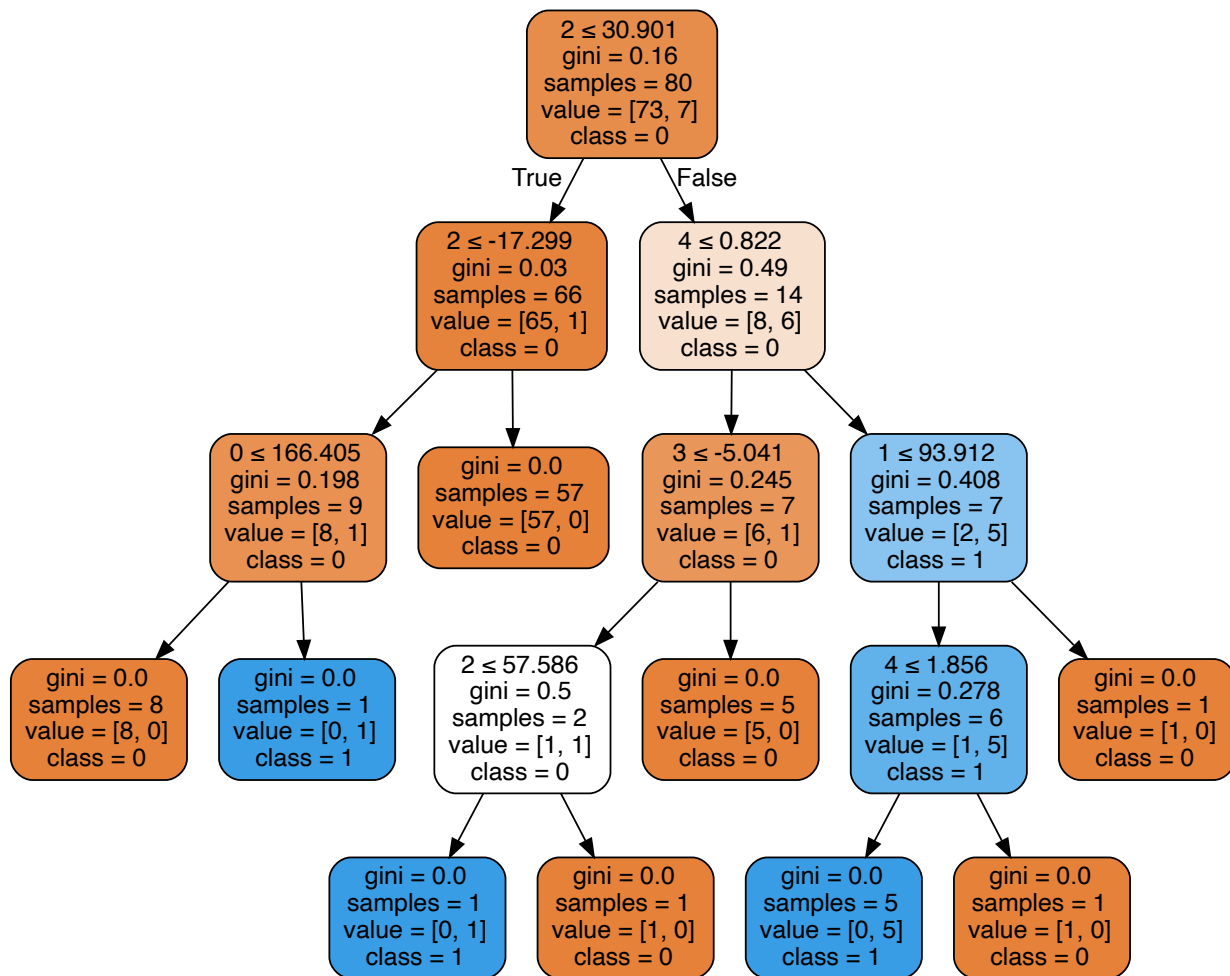 2 ≤ 30.901
gini = 0.16
samples = 80
value = [73, 7]
class = 0
True
False
2 ≤ -17.299
gini = 0.03
samples = 66
value = [65, 1]
class = 0
4 ≤ 0.822
gini = 0.49
samples = 14
value = [8, 6]
class = 0
0 ≤ 166.405
gini = 0.198
samples = 9
value = [8, 1]
class = 0
gini = 0.0
samples = 57
value = [57, 0]
class = 0
3 ≤ -5.041
gini = 0.245
samples = 7
value = [6, 1]
class = 0
1 ≤ 93.912
gini = 0.408
samples = 7
value = [2, 5]
class = 1
gini = 0.0
samples = 8
value = [8, 0]
class = 0
gini = 0.0
samples = 1
value = [0, 1]
class = 1
2 ≤ 57.586
gini = 0.5
samples = 2
value = [1, 1]
class = 0
gini = 0.0
samples = 5
value = [5, 0]
class = 0
4 ≤ 1.856
gini = 0.278
samples = 6
value = [1, 5]
class = 1
gini = 0.0
samples = 1
value = [1, 0]
class = 0
gini = 0.0
samples = 1
value = [0, 1]
class = 1
gini = 0.0
samples = 1
value = [1, 0]
class = 0
gini = 0.0
samples = 5
value = [0, 5]
class = 1
gini = 0.0
samples = 1
value = [1, 0]
class = 0